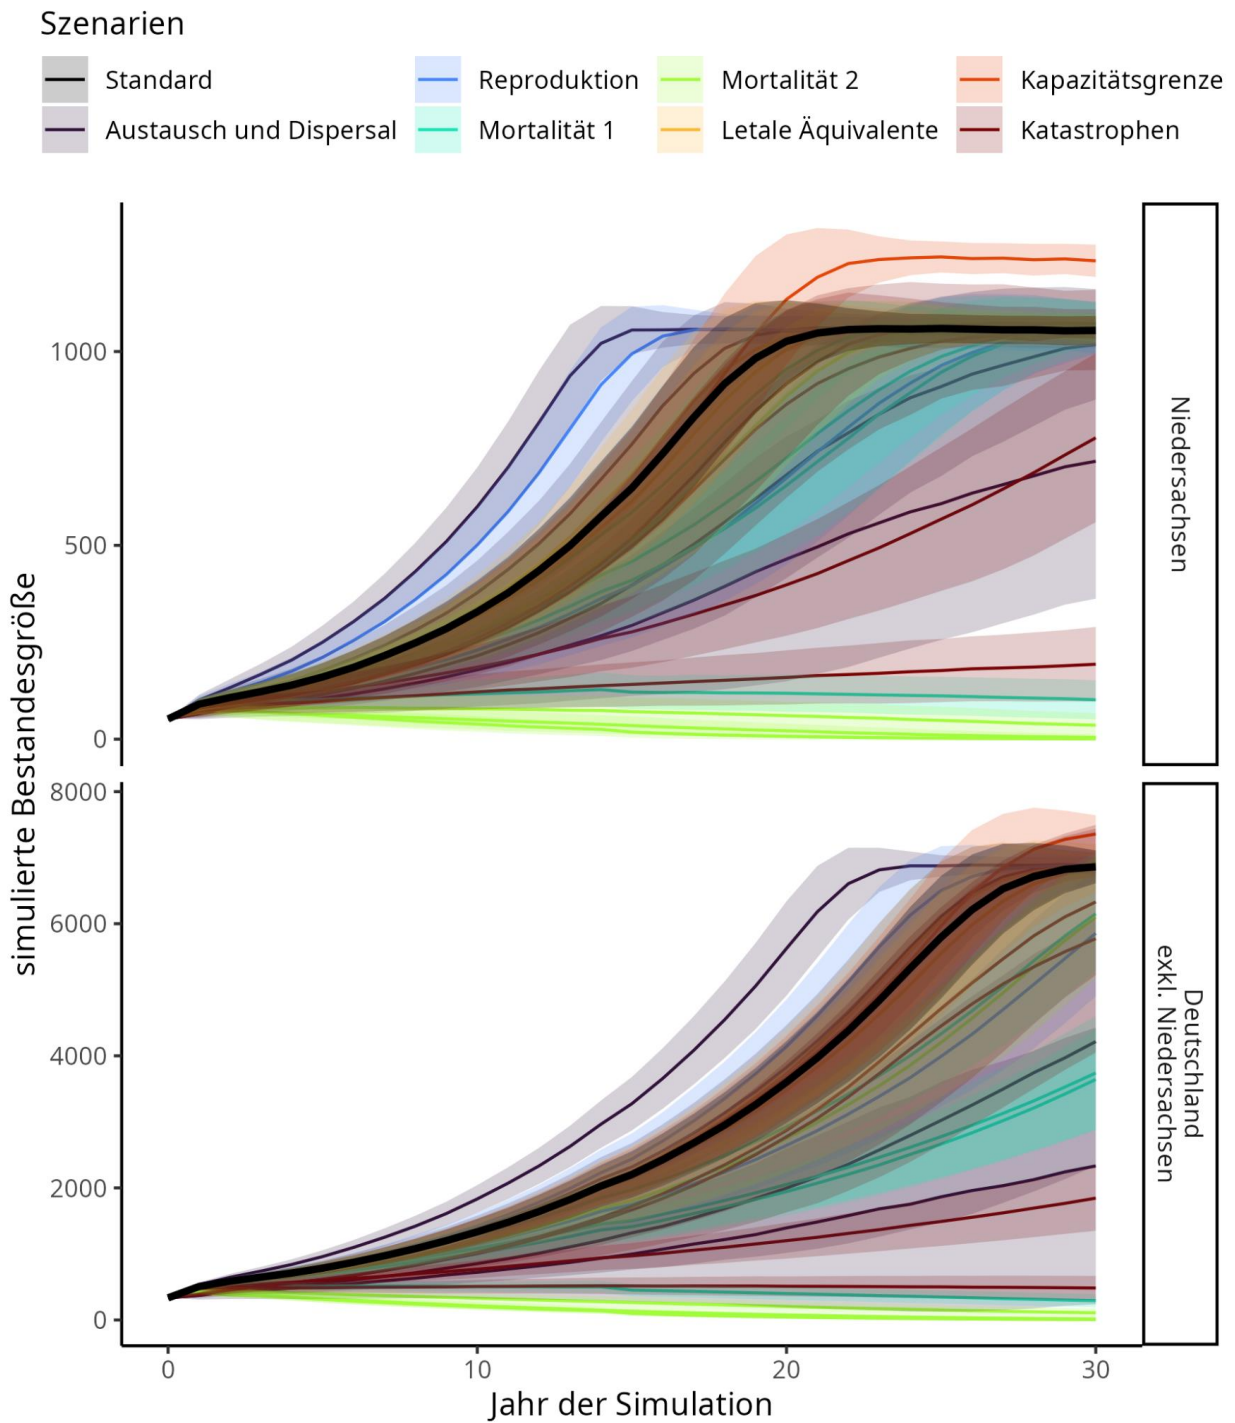 Szenarien
Standard
Reproduktion
Mortalität 2
Kapazitätsgrenze
Austausch und Dispersal
Mortalität 1
Letale Äquivalente
Katastrophen
simulierte Bestandesgröße
1000
500
0
Niedersachsen
8000
6000
4000
2000
0
Deutschland
exkl. Niedersachsen
0
10
20
30
Jahr der Simulation